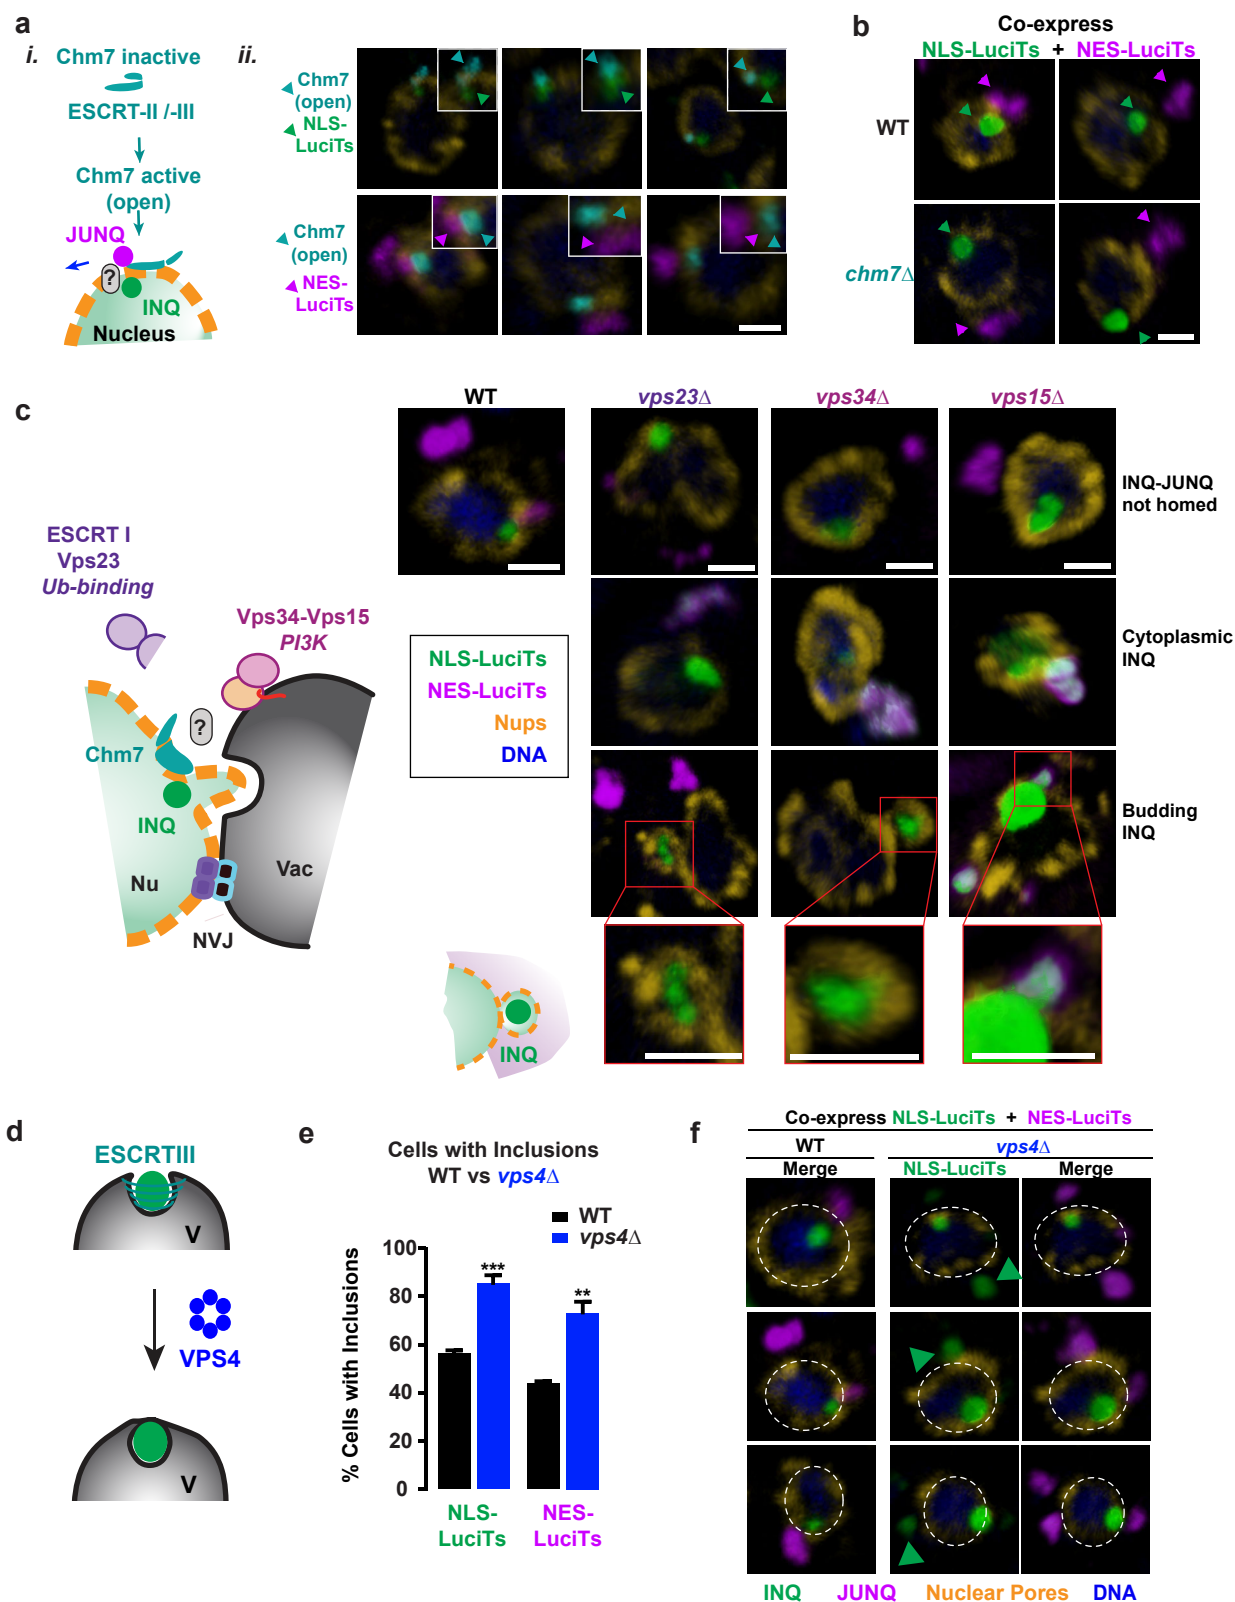 a
i.
Chm7 inactive
ESCRT-II /-III
Chm7 active
(open)
JUNQ
?
INQ
Nucleus
ii.
Chm7
(open)
NLS-
LuciTs
Chm7
(open)
NES-
LuciTs
b
Co-express
NLS-LuciTs + NES-LuciTs
WT
chm7Δ
c
WT
vps23Δ
vps34Δ
vps15Δ
INQ-JUNQ
not homed
Cytoplasmic
INQ
Budding
INQ
ESCRT I
Vps23
Ub-binding
Vps34-Vps15
PI3K
?
Chm7
INQ
Nu
Vac
NVJ
NLS-LuciTs
NES-LuciTs
Nups
DNA
INQ
d
ESCRTIII
V
VPS4
V
e
Cells with Inclusions
WT vs vps4Δ
WT
vps4Δ
% Cells with Inclusions
100
80
60
40
20
0
***
**
NLS-
LuciTs
NES-
LuciTs
f
Co-express NLS-LuciTs + NES-LuciTs
WT
vps4Δ
Merge
NLS-LuciTs
Merge
INQ JUNQ Nuclear Pores DNA